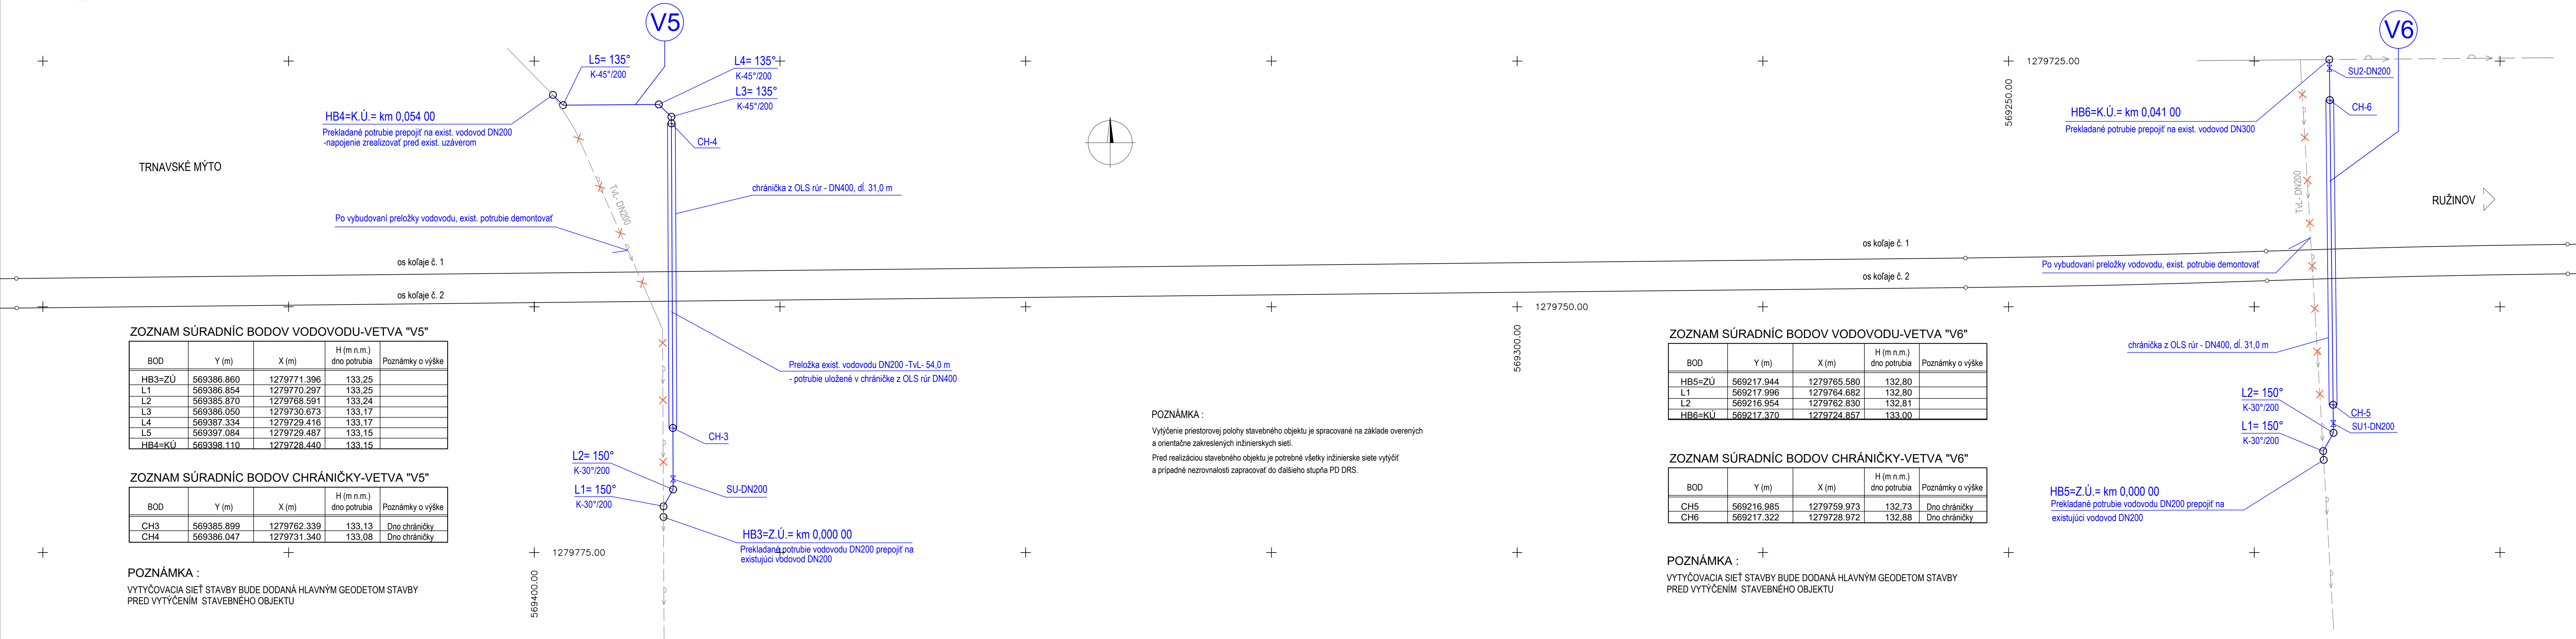 V5
L5= 135°
K-45°/200
L4= 135°
K-45°/200
L3= 135°
K-45°/200
HB4=K.Ú.= km 0,054 00
Prekladané potrubie prepojiť na exist. vodovod DN200
-napojenie zrealizovať pred exist. uzáverom
CH-4
TRNAVSKÉ MÝTO
TvL- DN200
chránička z OLS rúr - DN400, dĺ. 31,0 m
Po vybudovaní preložky vodovodu, exist. potrubie demontovať
os koľaje č. 1
os koľaje č. 2
ZOZNAM SÚRADNÍC BODOV VODOVODU-VETVA "V5"
BOD Y (m) X (m) H (m n.m.) dno potrubia Poznámky o výške
HB3=ZÚ 569386.860 1279771.396 133,25
L1 569386.854 1279770.297 133,25
L2 569385.870 1279768.591 133,24
L3 569386.050 1279730.673 133,17
L4 569387.334 1279729.416 133,17
L5 569397.084 1279729.487 133,15
HB4=KÚ 569398.110 1279728.440 133,15
ZOZNAM SÚRADNÍC BODOV CHRÁNIČKY-VETVA "V5"
BOD Y (m) X (m) H (m n.m.) dno potrubia Poznámky o výške
CH3 569385.899 1279762.339 133,13 Dno chráničky
CH4 569386.047 1279731.340 133,08 Dno chráničky
POZNÁMKA :
VYTYČOVACIA SIEŤ STAVBY BUDE DODANÁ HLAVNÝM GEODETOM STAVBY
PRED VYTÝČENÍM STAVEBNÉHO OBJEKTU
Preložka exist. vodovodu DN200 -TvL- 54,0 m
- potrubie uložené v chráničke z OLS rúr DN400
CH-3
L2= 150°
K-30°/200
L1= 150°
K-30°/200
SU-DN200
HB3=Z.Ú.= km 0,000 00
Prekladané potrubie vodovodu DN200 prepojiť na
existujúci vodovod DN200
1279775.00
569400.00
POZNÁMKA :
Vytýčenie priestorovej polohy stavebného objektu je spracované na základe overených
a orientačne zakreslených inžinierskych sietí.
Pred realizáciou stavebného objektu je potrebné všetky inžinierske siete vytýčiť
a prípadné nezrovnalosti zapracovať do ďalšieho stupňa PD DRS.
1279750.00
569300.00
V6
1279725.00
569250.00
SU2-DN200
CH-6
HB6=K.Ú.= km 0,041 00
Prekladané potrubie prepojiť na exist. vodovod DN300
TvL- DN200
RUŽINOV
os koľaje č. 1
os koľaje č. 2
Po vybudovaní preložky vodovodu, exist. potrubie demontovať
ZOZNAM SÚRADNÍC BODOV VODOVODU-VETVA "V6"
BOD Y (m) X (m) H (m n.m.) dno potrubia Poznámky o výške
HB5=ZÚ 569217.944 1279765.580 132,80
L1 569217.996 1279764.682 132,80
L2 569216.954 1279762.830 132,81
HB6=KÚ 569217.370 1279724.857 133,00
ZOZNAM SÚRADNÍC BODOV CHRÁNIČKY-VETVA "V6"
BOD Y (m) X (m) H (m n.m.) dno potrubia Poznámky o výške
CH5 569216.985 1279759.973 132,73 Dno chráničky
CH6 569217.322 1279728.972 132,88 Dno chráničky
POZNÁMKA :
VYTYČOVACIA SIEŤ STAVBY BUDE DODANÁ HLAVNÝM GEODETOM STAVBY
PRED VYTÝČENÍM STAVEBNÉHO OBJEKTU
chránička z OLS rúr - DN400, dĺ. 31,0 m
L2= 150°
K-30°/200
L1= 150°
K-30°/200
CH-5
SU1-DN200
HB5=Z.Ú.= km 0,000 00
Prekladané potrubie vodovodu DN200 prepojiť na
existujúci vodovod DN200